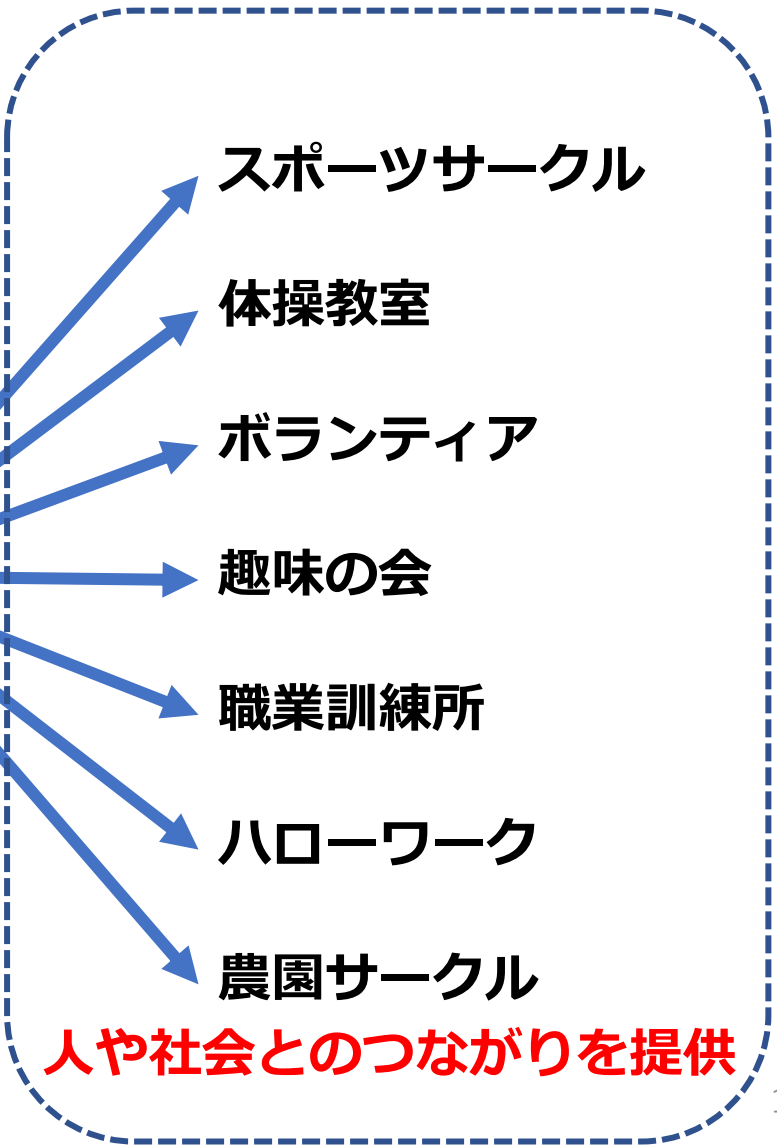 スポーツサークル
体操教室
ボランティア
趣味の会
職業訓練所
ハローワーク
農園サークル
人や社会とのつながりを提供